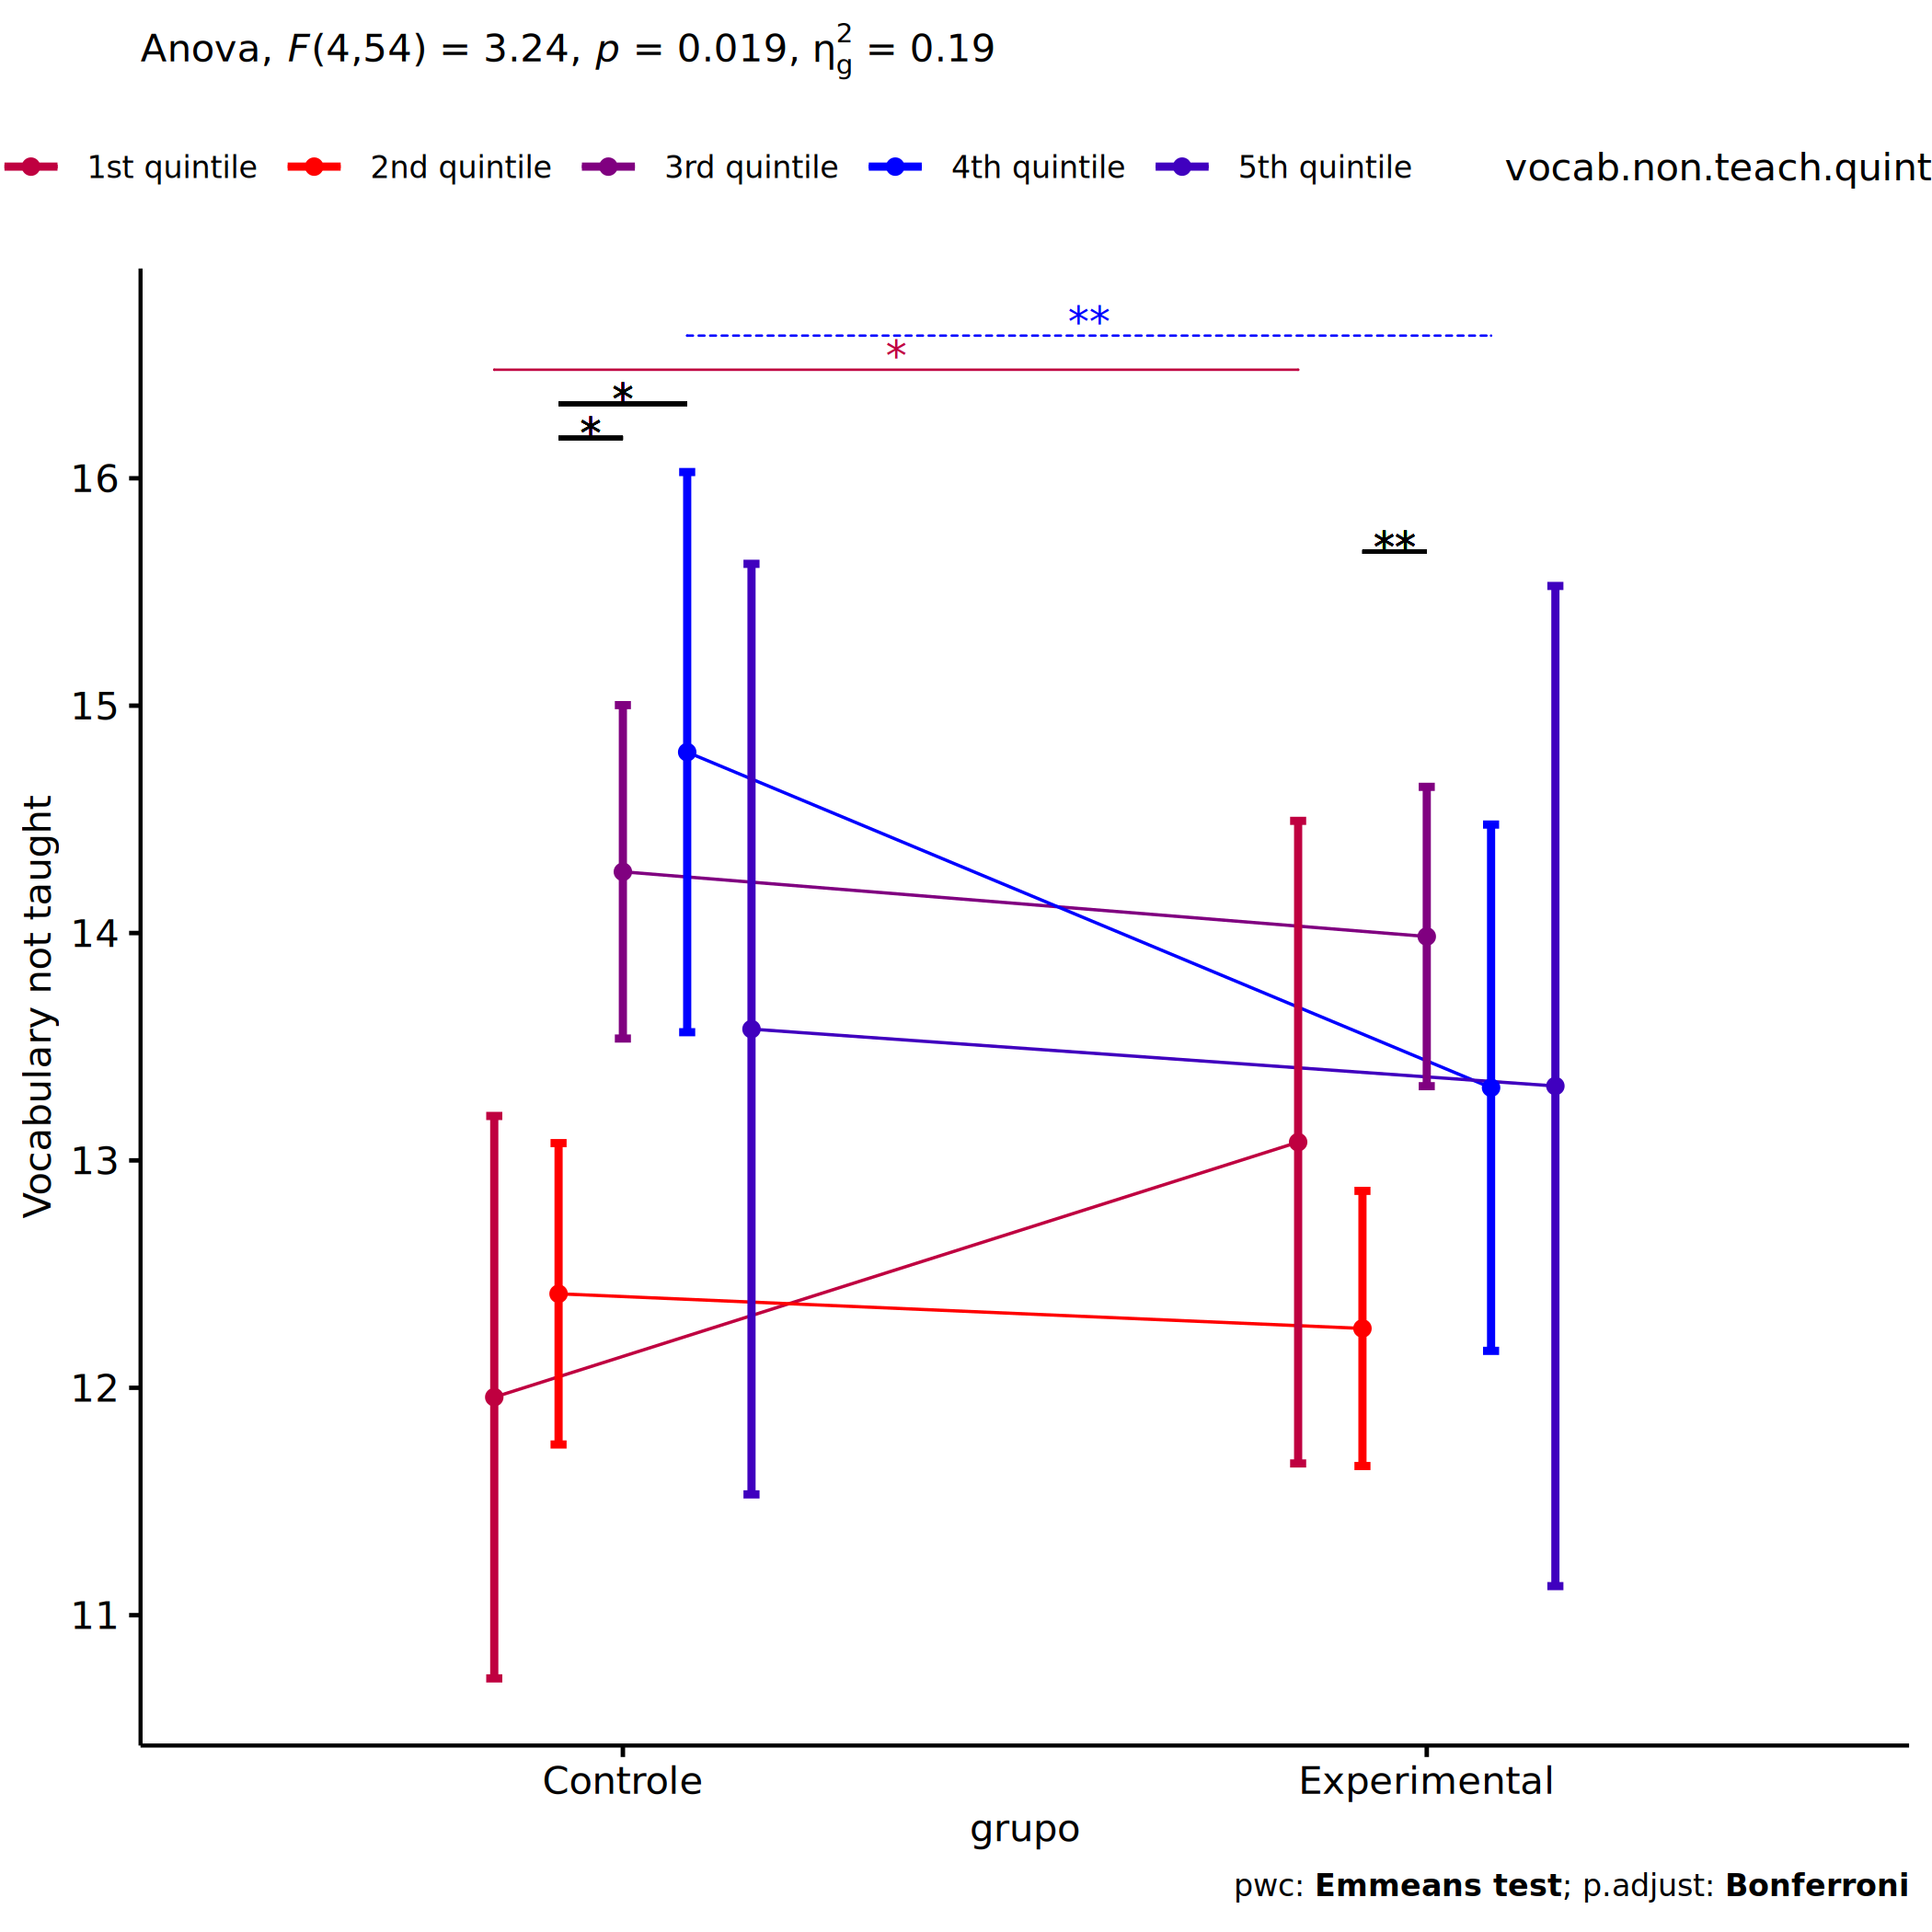 Anova, F(4,54) = 3.24, p = 0.019, η²g = 0.19
1st quintile 2nd quintile 3rd quintile 4th quintile 5th quintile vocab.non.teach.quint
**
*
*
*
**
16
15
14
13
12
11
Vocabulary not taught
Controle Experimental
grupo
pwc: Emmeans test; p.adjust: Bonferroni